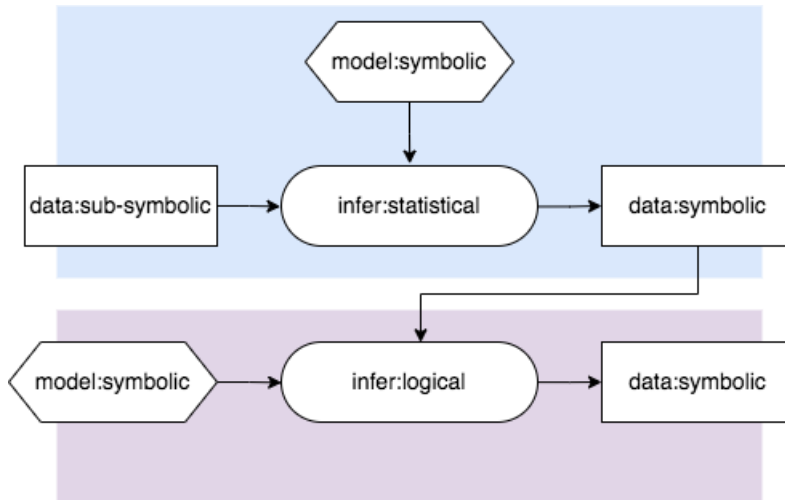 model:symbolic
data:sub-symbolic
infer:statistical
data:symbolic
model:symbolic
infer:logical
data:symbolic